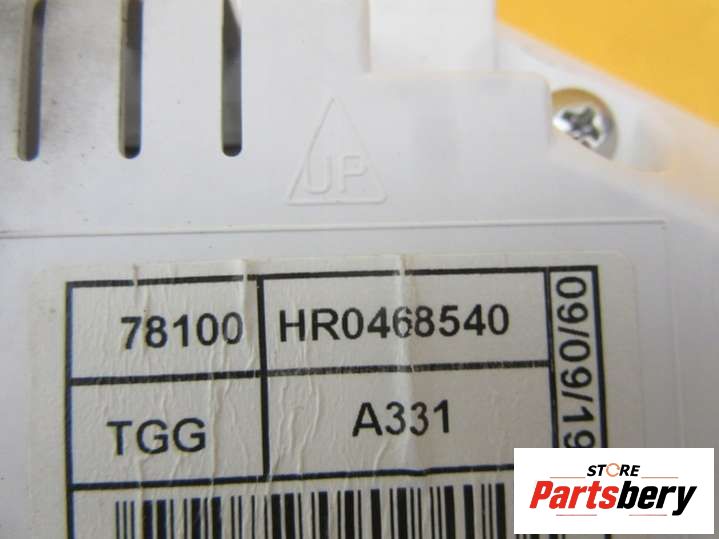 UP
78100 HR0468540
TGG A331
09/09/19
STORE
Partsbery